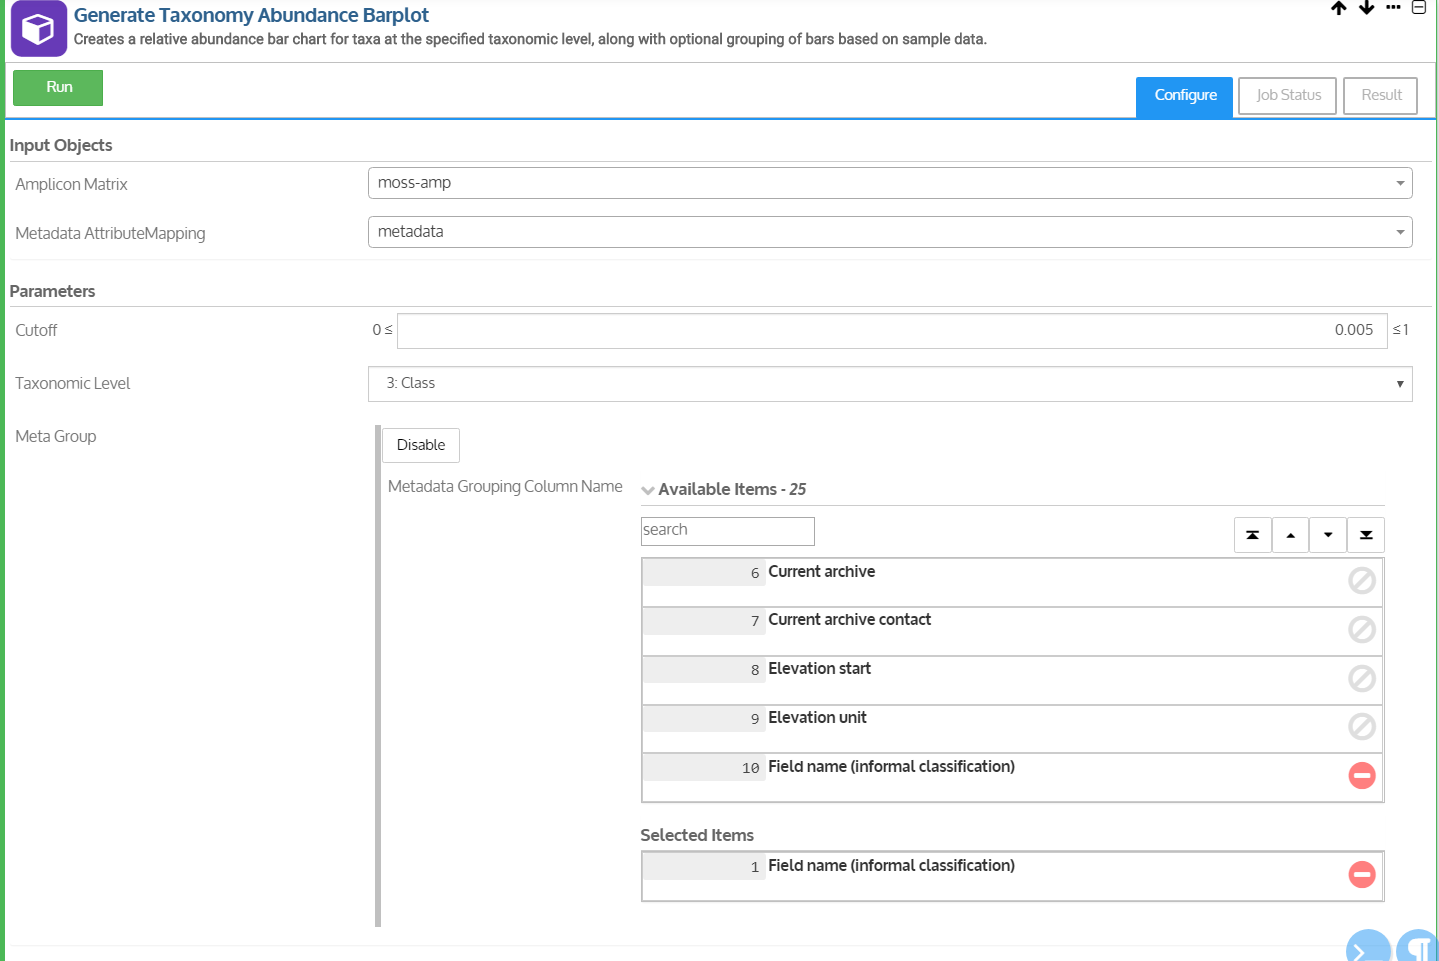 Generate Taxonomy Abundance Barplot
Creates a relative abundance bar chart for taxa at the specified taxonomic level, along with optional grouping of bars based on sample data.
Run
Configure
Job Status
Result
Input Objects
Amplicon Matrix
moss-amp
Metadata AttributeMapping
metadata
Parameters
Cutoff
0 ≤
0.005
≤ 1
Taxonomic Level
3: Class
Meta Group
Disable
Metadata Grouping Column Name
Available Items - 25
search
6 Current archive
7 Current archive contact
8 Elevation start
9 Elevation unit
10 Field name (informal classification)
Selected Items
1 Field name (informal classification)